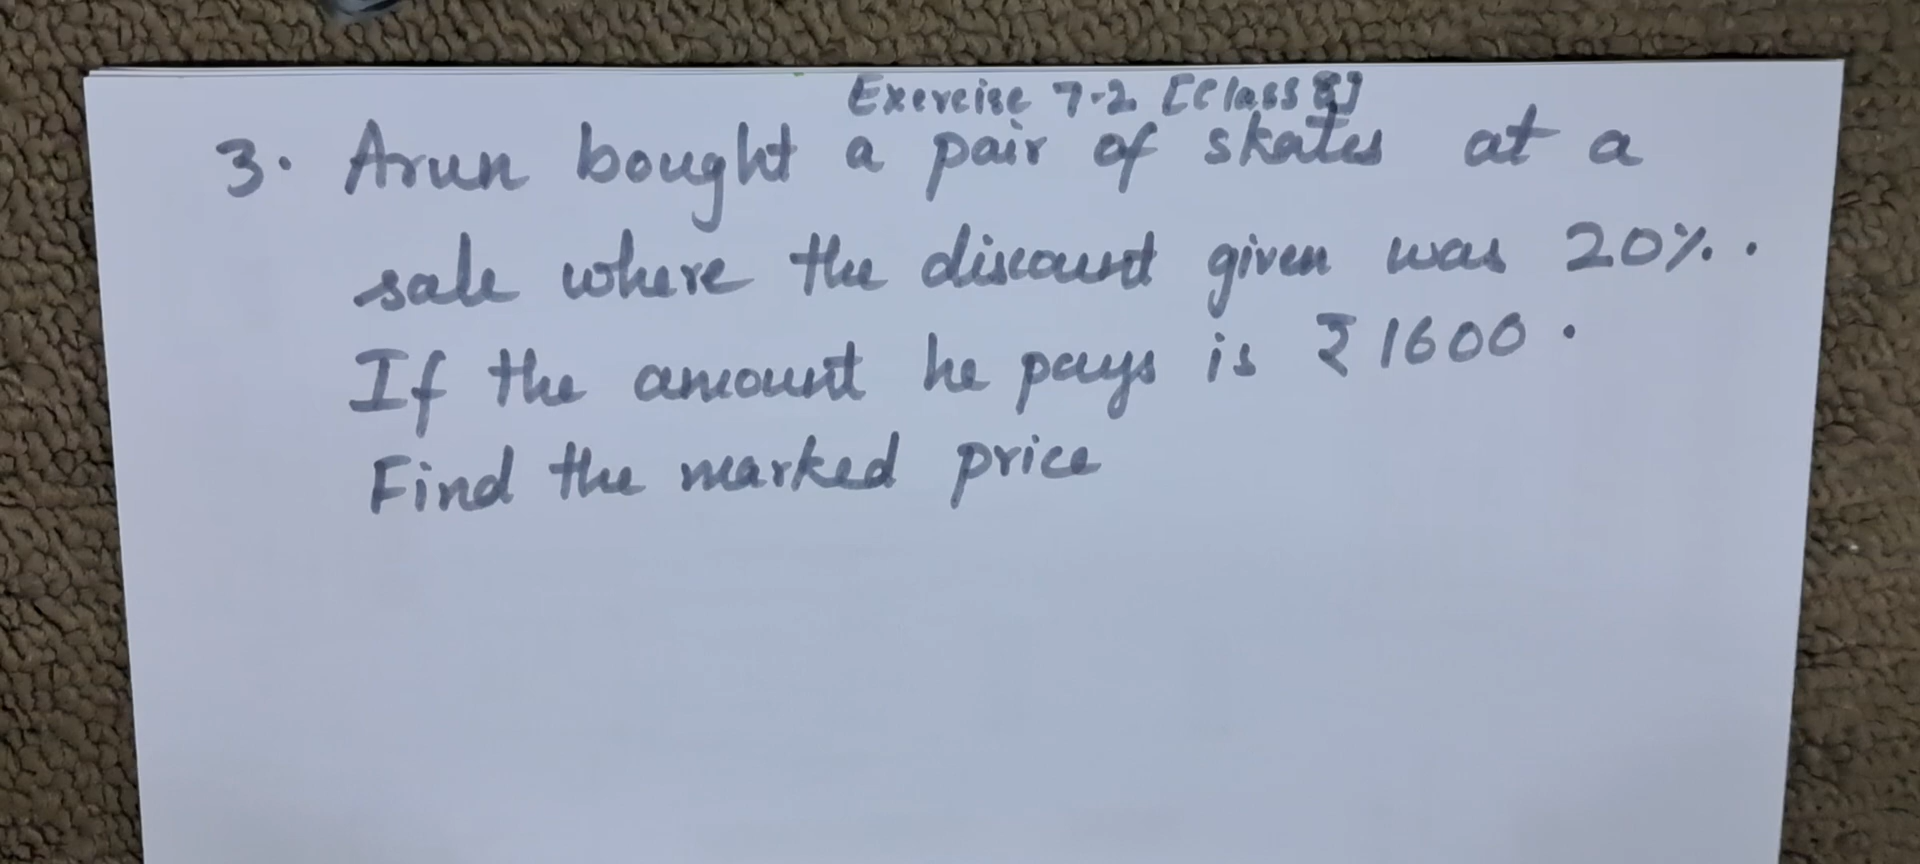 Exercise 7.2 [Class 8]
3. Arun bought a pair of skates at a
sale where the discount given was 20%.
If the amount he pays is ₹1600.
Find the marked price